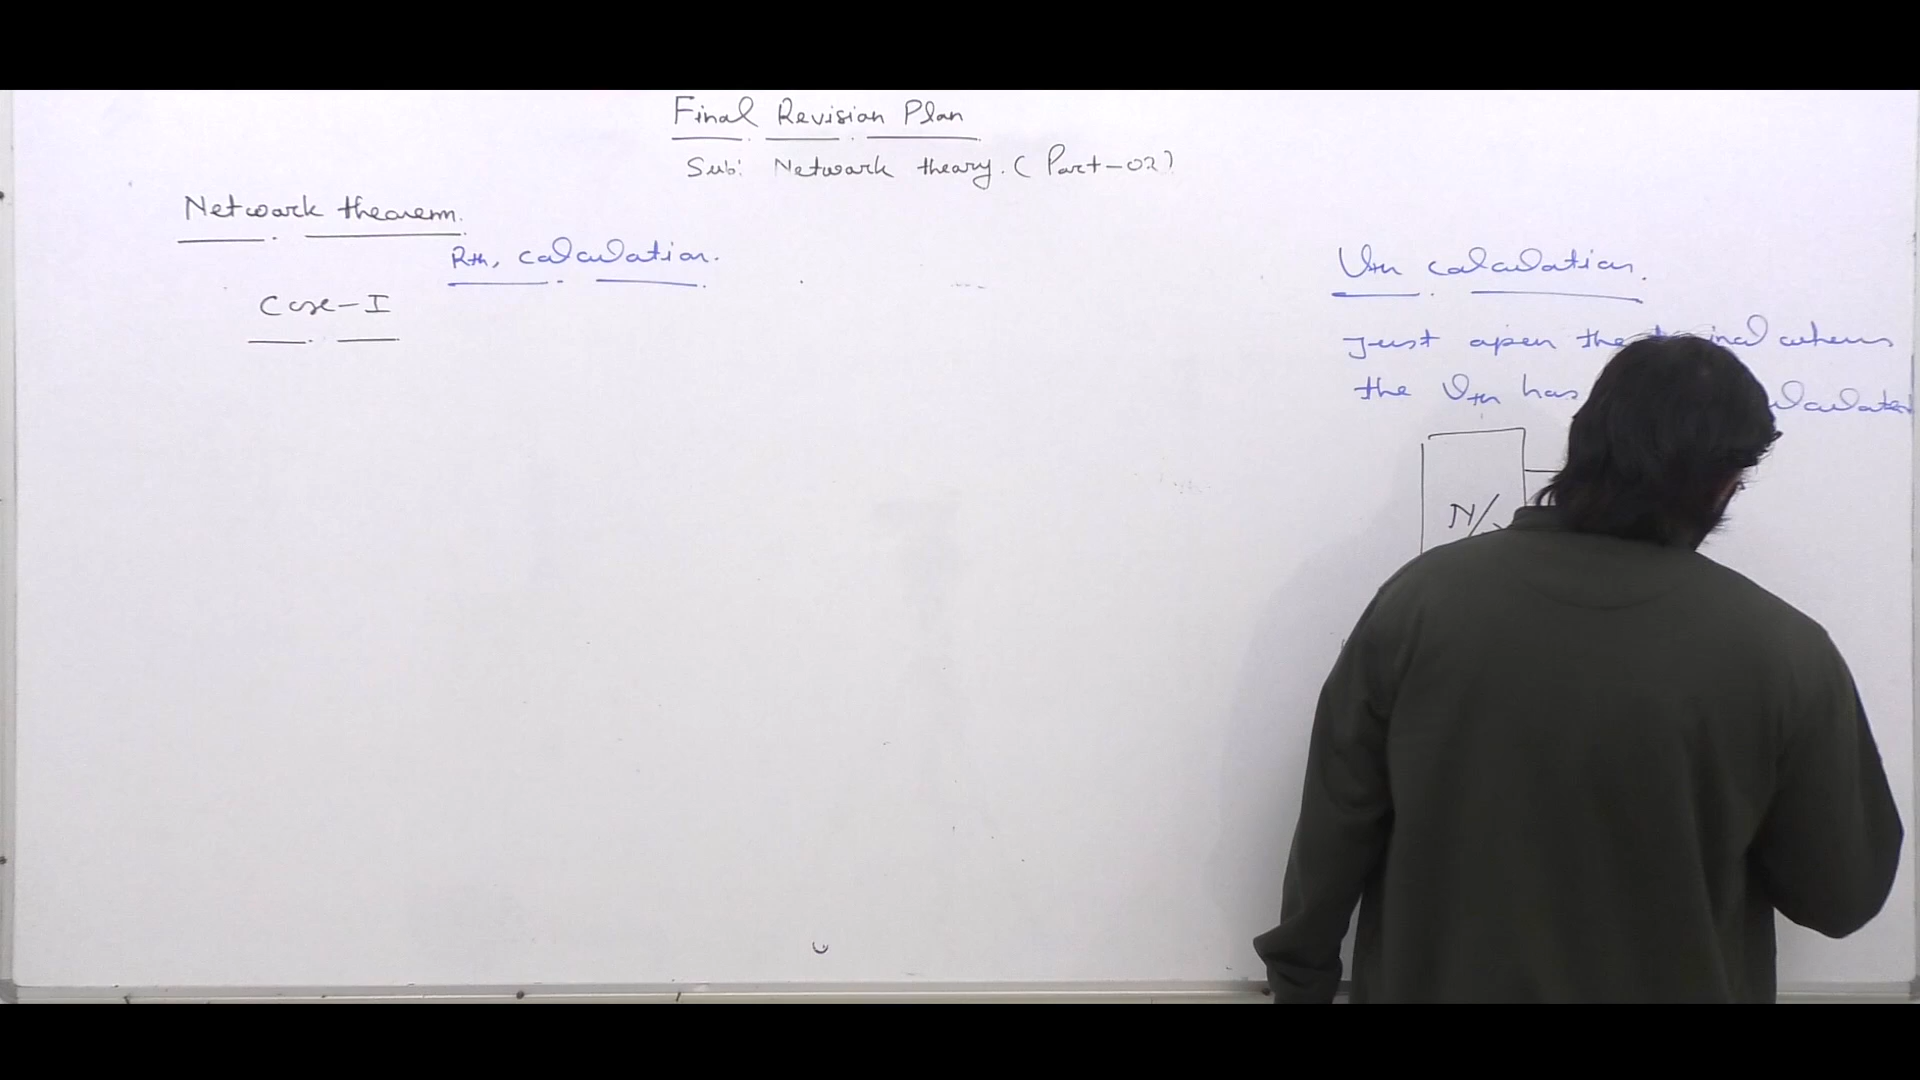 Final Revision Plan
Sub: Network theory. (Part-02)
Network theorem.
Rth, calculation.
Case-I
Vth calculation.
Just open the where
the Vth has
N/